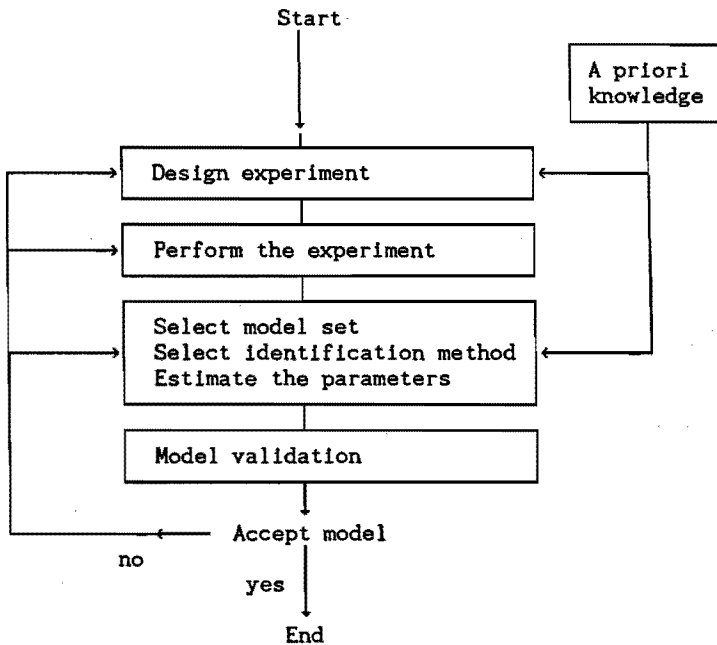 Start
A priori
knowledge
Design experiment
Perform the experiment
Select model set
Select identification method
Estimate the parameters
Model validation
Accept model
no
yes
End